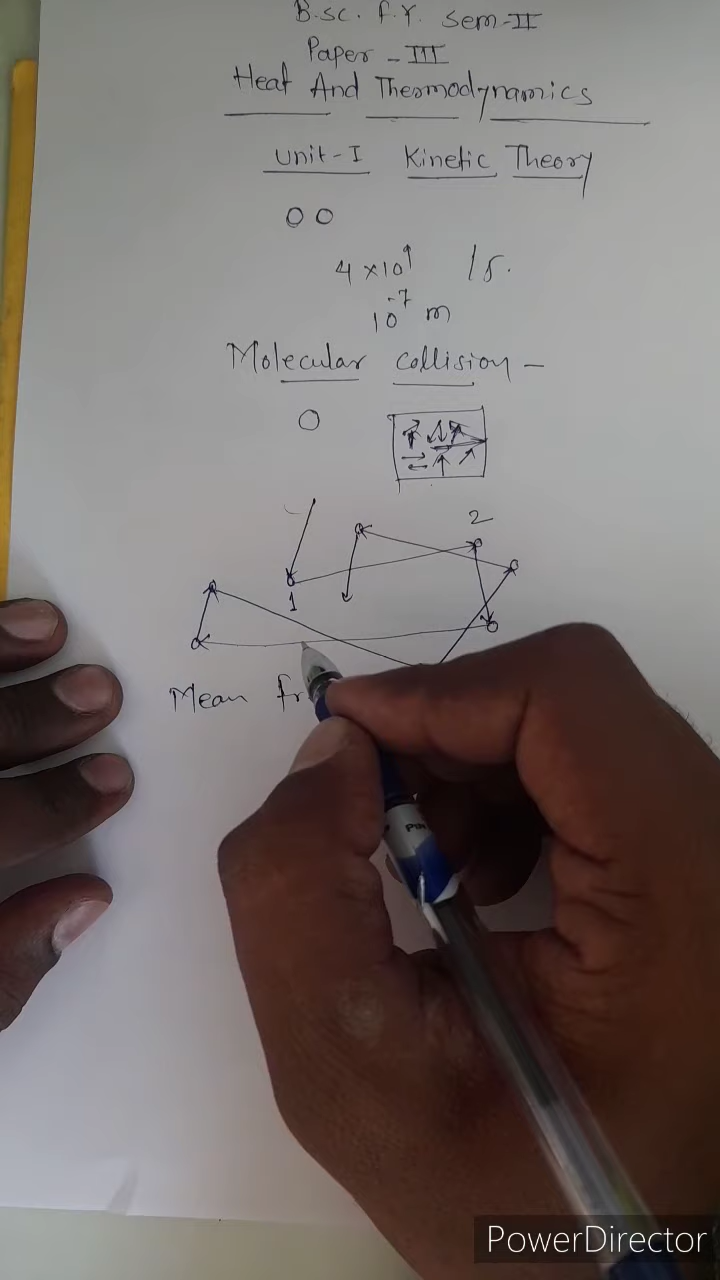 B.sc. F.Y. Sem-II
Paper - III
Heat And Thermodynamics
Unit-I Kinetic Theory
4 × 10⁹ /s.
10⁻⁷ m
Molecular collision -
2
1
Mean fr
PowerDirector